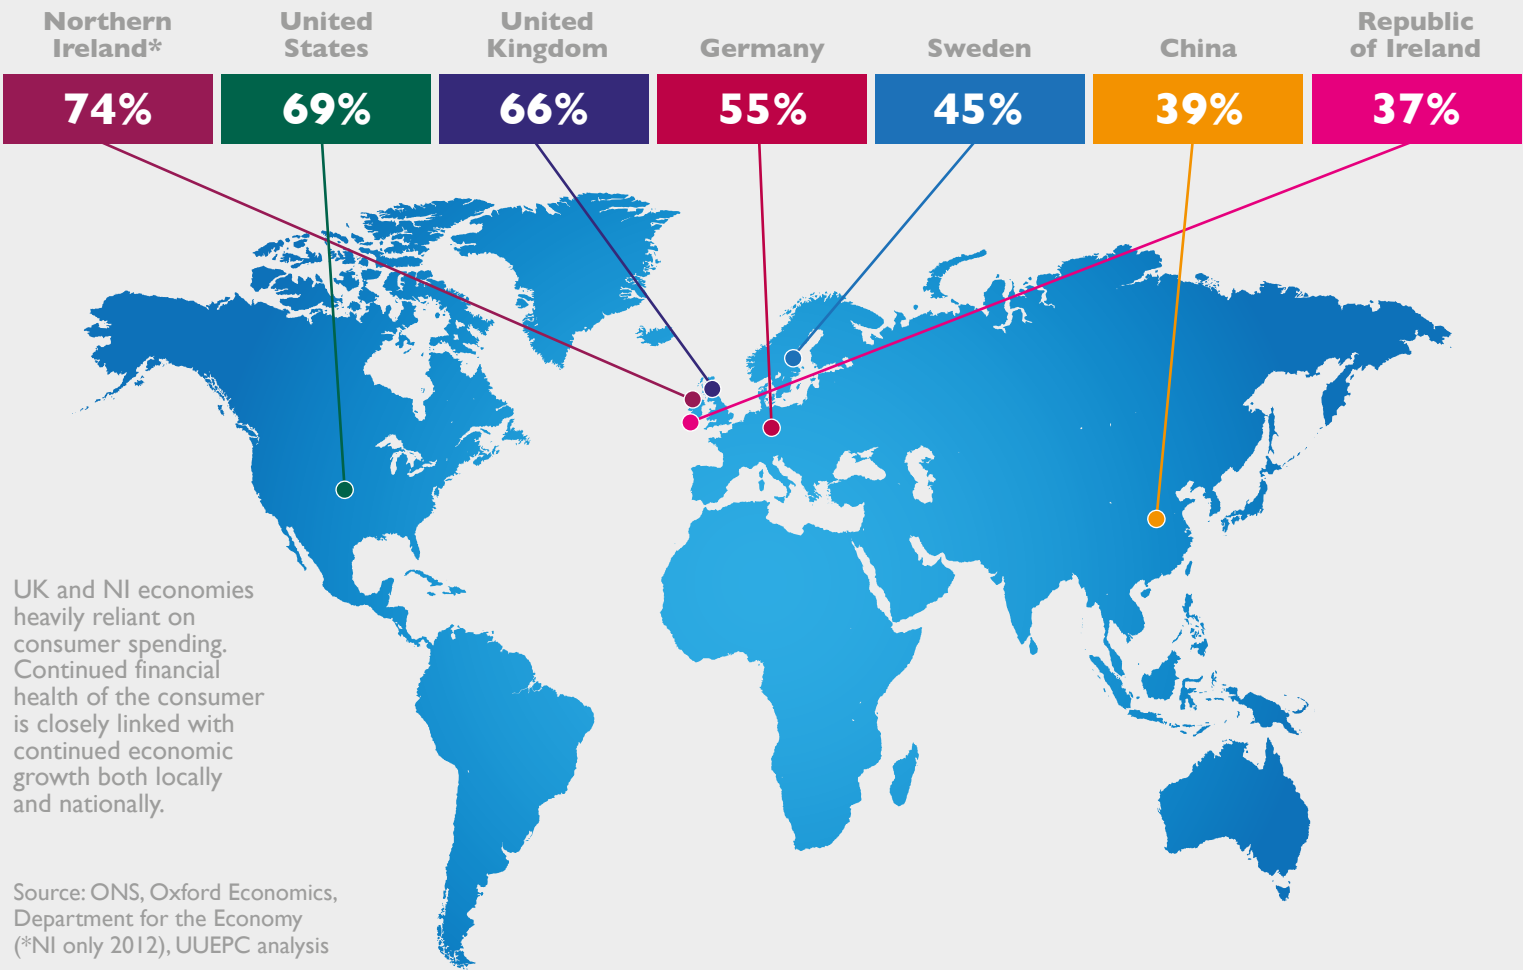 Northern
Ireland*
United
States
United
Kingdom
Germany
Sweden
China
Republic
of Ireland
74%
69%
66%
55%
45%
39%
37%
UK and NI economies
heavily reliant on
consumer spending.
Continued financial
health of the consumer
is closely linked with
continued economic
growth both locally
and nationally.
Source: ONS, Oxford Economics,
Department for the Economy
(*NI only 2012), UUEPC analysis